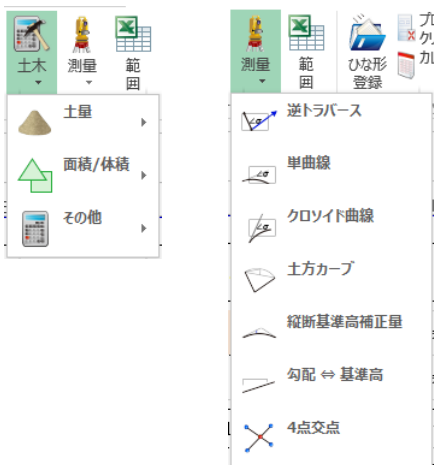 土木
測量
範
囲
土量
面積/体積
その他
測量
範
囲
ひな形
登録
逆トラバース
単曲線
クロソイド曲線
土方カーブ
縦断基準高補正量
勾配 ⇔ 基準高
4点交点